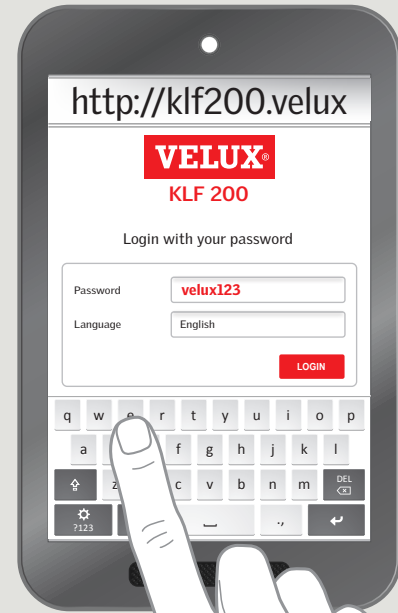 http://klf200.velux
VELUX®
KLF 200
Login with your password
Password velux123
Language English
LOGIN
q w e r t y u i o p
a f g h j k l
z c v b n m DEL
?123 .,